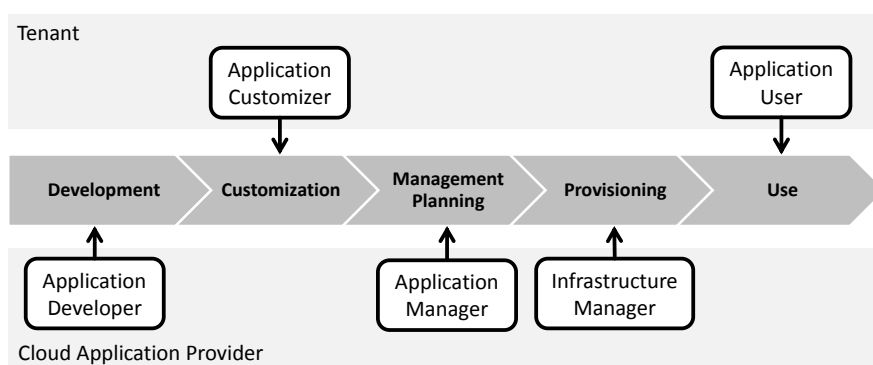 Tenant
Application
Customizer
Application
User
Development
Customization
Management
Planning
Provisioning
Use
Application
Developer
Application
Manager
Infrastructure
Manager
Cloud Application Provider